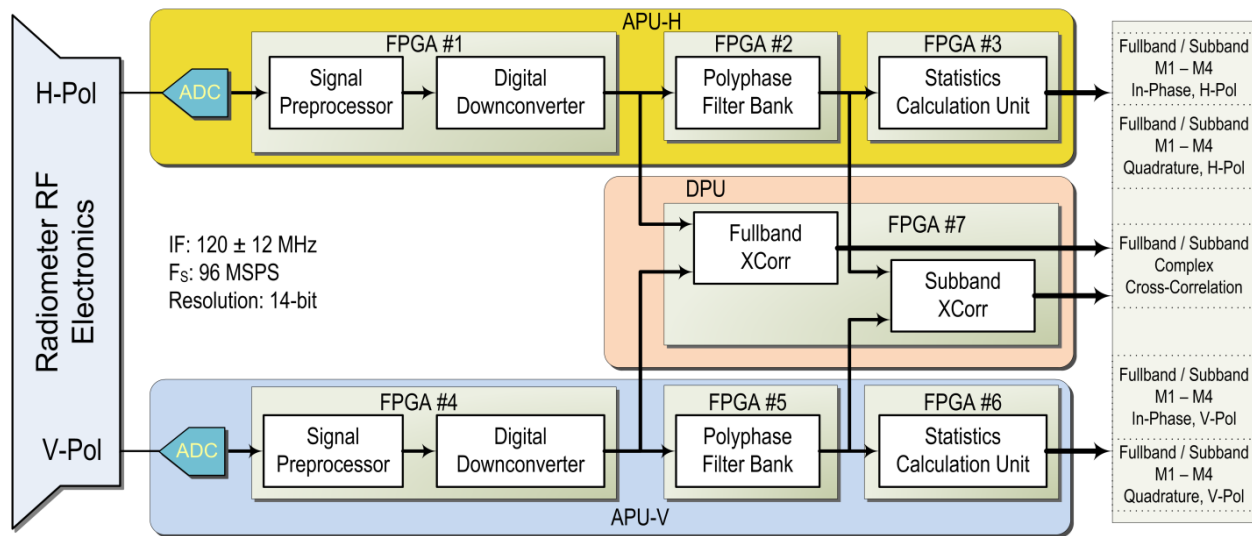 Radiometer RF
Electronics
H-Pol
V-Pol
APU-H
ADC
FPGA #1
Signal
Preprocessor
Digital
Downconverter
FPGA #2
Polyphase
Filter Bank
FPGA #3
Statistics
Calculation Unit
IF: 120 ± 12 MHz
Fs: 96 MSPS
Resolution: 14-bit
DPU
FPGA #7
Fullband
XCorr
Subband
XCorr
ADC
FPGA #4
Signal
Preprocessor
Digital
Downconverter
FPGA #5
Polyphase
Filter Bank
FPGA #6
Statistics
Calculation Unit
APU-V
Fullband / Subband
M1 – M4
In-Phase, H-Pol
Fullband / Subband
M1 – M4
Quadrature, H-Pol
Fullband / Subband
Complex
Cross-Correlation
Fullband / Subband
M1 – M4
In-Phase, V-Pol
Fullband / Subband
M1 – M4
Quadrature, V-Pol